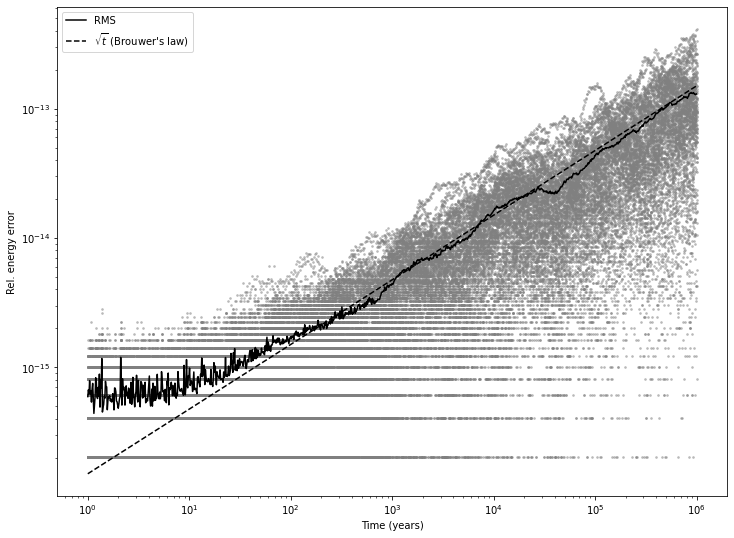 RMS
√t (Brouwer's law)
10⁻¹³
10⁻¹⁴
10⁻¹⁵
Rel. energy error
10⁰ 10¹ 10² 10³ 10⁴ 10⁵ 10⁶
Time (years)